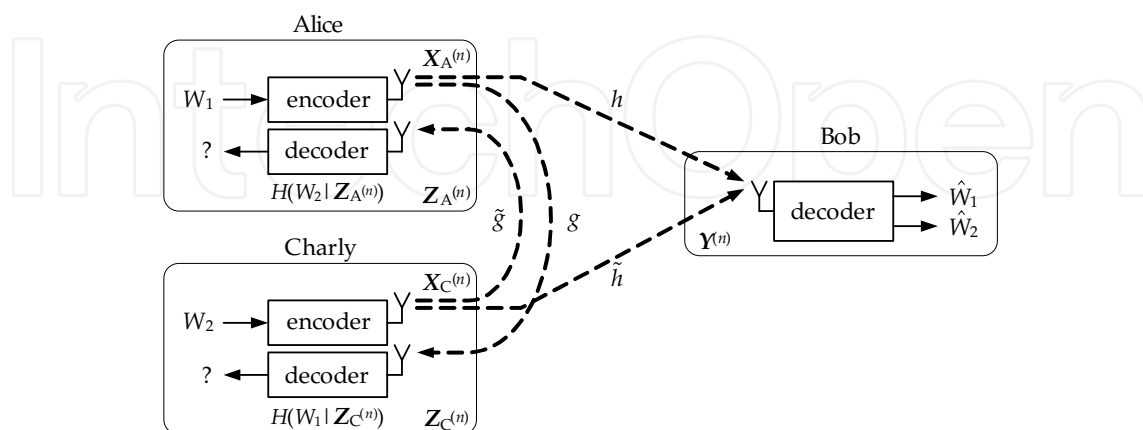 IntechOpen
Alice
X_A^(n)
W_1
encoder
?
decoder
H(W_2 | Z_A^(n))
Z_A^(n)
h
g̃
g
Bob
decoder
Ŵ_1
Ŵ_2
Y^(n)
h̃
Charly
X_C^(n)
W_2
encoder
?
decoder
H(W_1 | Z_C^(n))
Z_C^(n)